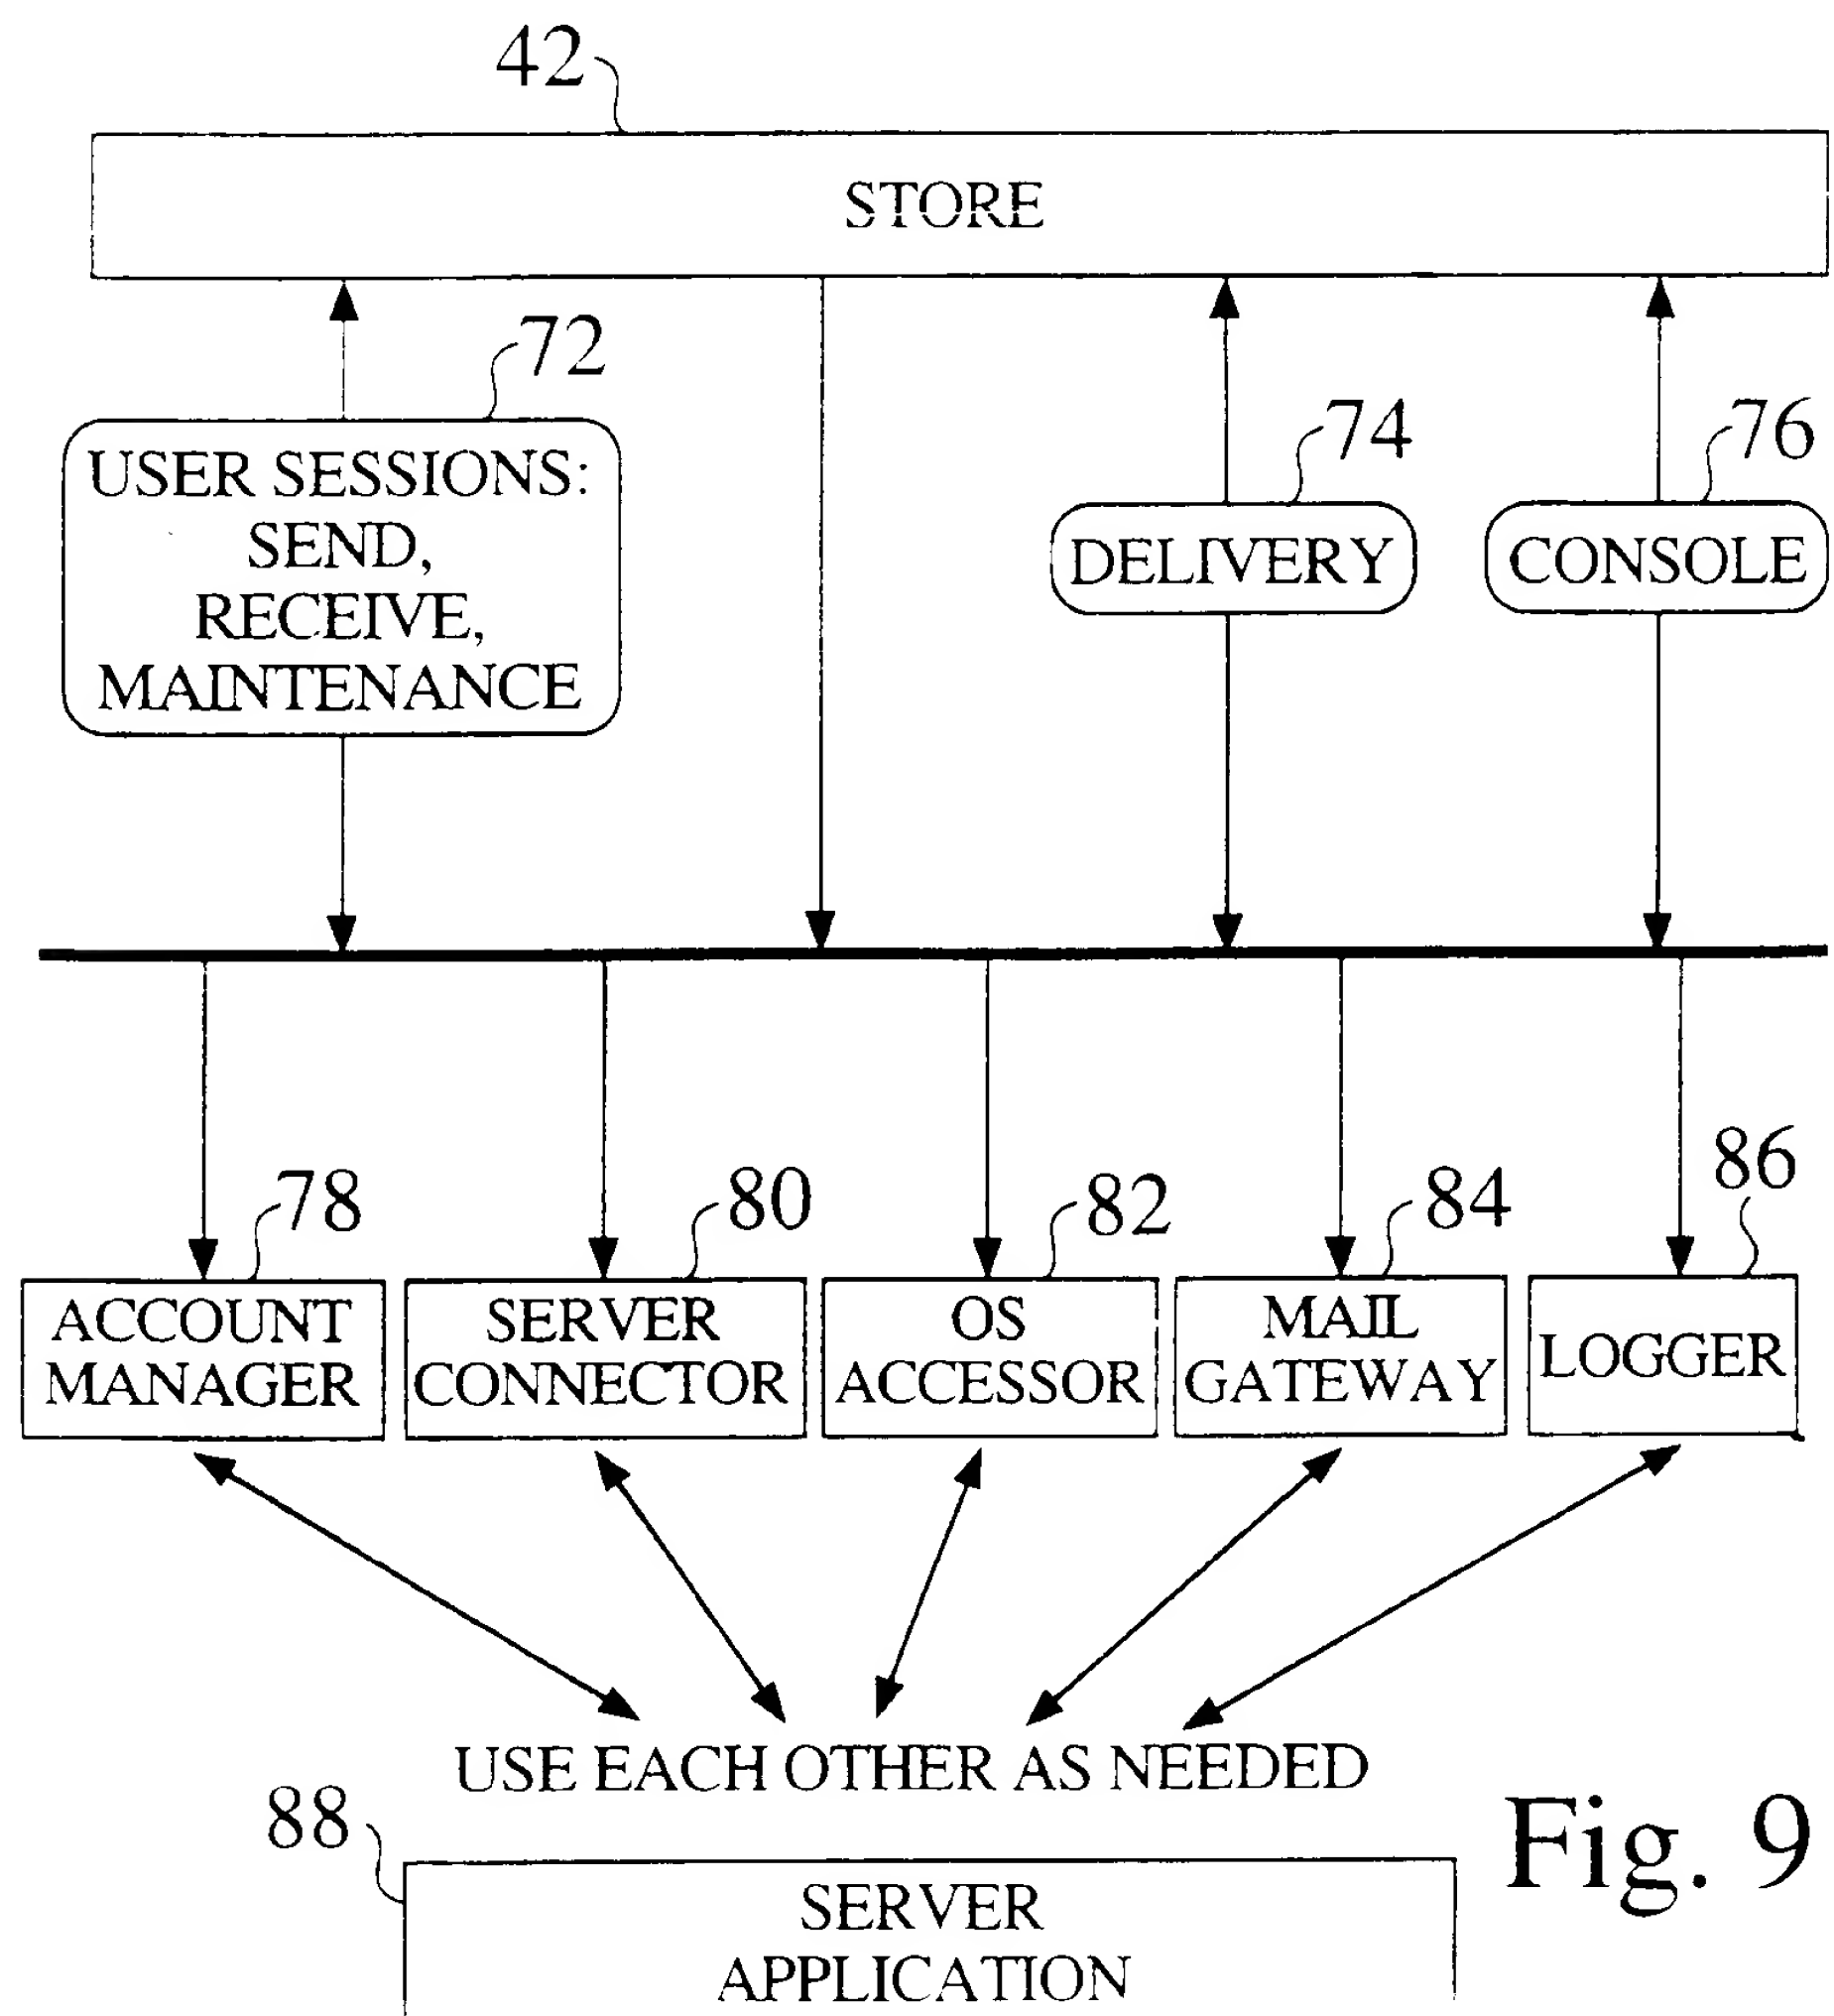 42
STORE
72
USER SESSIONS:
SEND,
RECEIVE,
MAINTENANCE
74
DELIVERY
76
CONSOLE
78
ACCOUNT
MANAGER
80
SERVER
CONNECTOR
82
OS
ACCESSOR
84
MAIL
GATEWAY
86
LOGGER
USE EACH OTHER AS NEEDED
88
SERVER
APPLICATION
Fig. 9